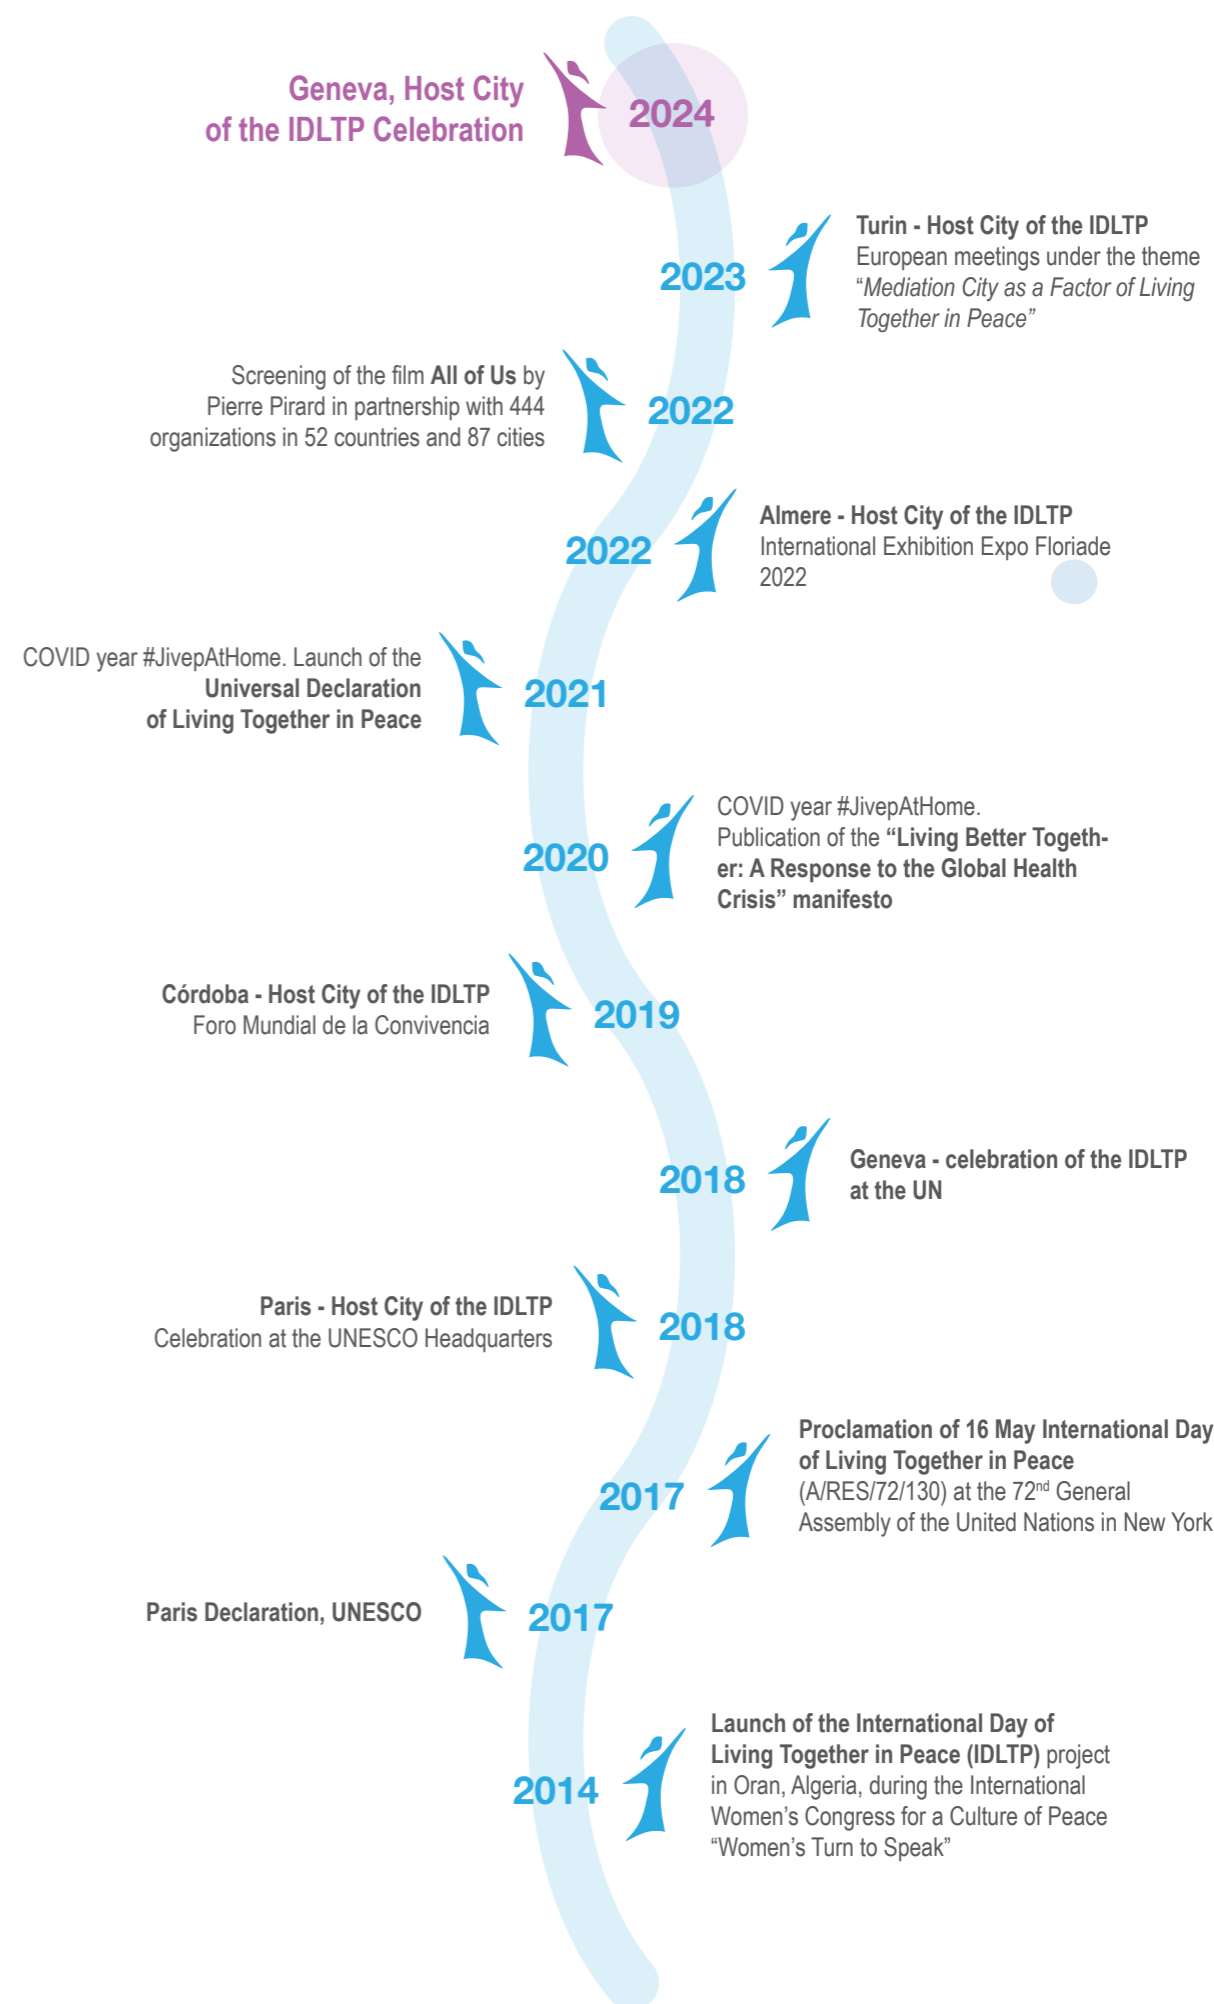 Geneva, Host City
of the IDLTP Celebration
2024
2023
Turin - Host City of the IDLTP
European meetings under the theme
“Mediation City as a Factor of Living
Together in Peace”
Screening of the film All of Us by
Pierre Pirard in partnership with 444
organizations in 52 countries and 87 cities
2022
2022
Almere - Host City of the IDLTP
International Exhibition Expo Floriade
2022
COVID year #JivepAtHome. Launch of the
Universal Declaration
of Living Together in Peace
2021
2020
COVID year #JivepAtHome.
Publication of the “Living Better Togeth-
er: A Response to the Global Health
Crisis” manifesto
Córdoba - Host City of the IDLTP
Foro Mundial de la Convivencia
2019
2018
Geneva - celebration of the IDLTP
at the UN
Paris - Host City of the IDLTP
Celebration at the UNESCO Headquarters
2018
2017
Proclamation of 16 May International Day
of Living Together in Peace
(A/RES/72/130) at the 72nd General
Assembly of the United Nations in New York
Paris Declaration, UNESCO
2017
2014
Launch of the International Day of
Living Together in Peace (IDLTP) project
in Oran, Algeria, during the International
Women’s Congress for a Culture of Peace
“Women’s Turn to Speak”